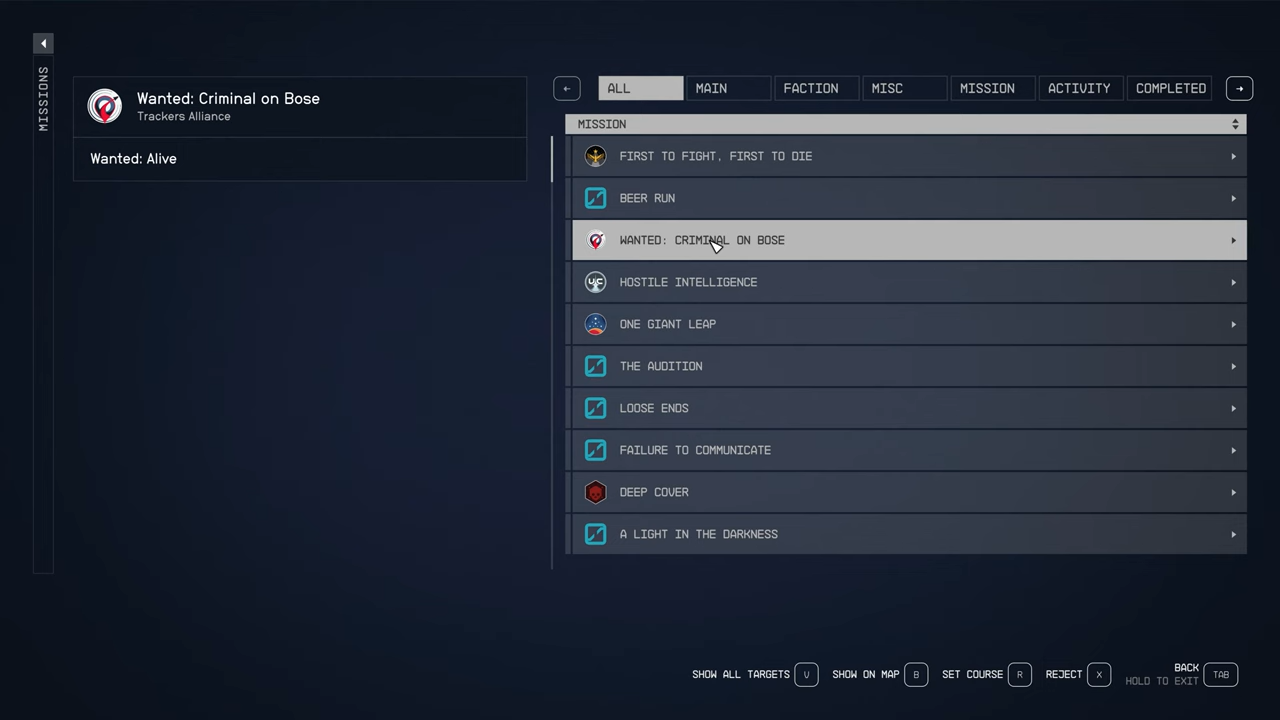 MISSIONS
Wanted: Criminal on Bose
Trackers Alliance
Wanted: Alive
ALL
MAIN
FACTION
MISC
MISSION
ACTIVITY
COMPLETED
MISSION
FIRST TO FIGHT, FIRST TO DIE
BEER RUN
WANTED: CRIMINAL ON BOSE
UC
HOSTILE INTELLIGENCE
ONE GIANT LEAP
THE AUDITION
LOOSE ENDS
FAILURE TO COMMUNICATE
DEEP COVER
A LIGHT IN THE DARKNESS
SHOW ALL TARGETS V
SHOW ON MAP B
SET COURSE R
REJECT X
BACK
HOLD TO EXIT TAB